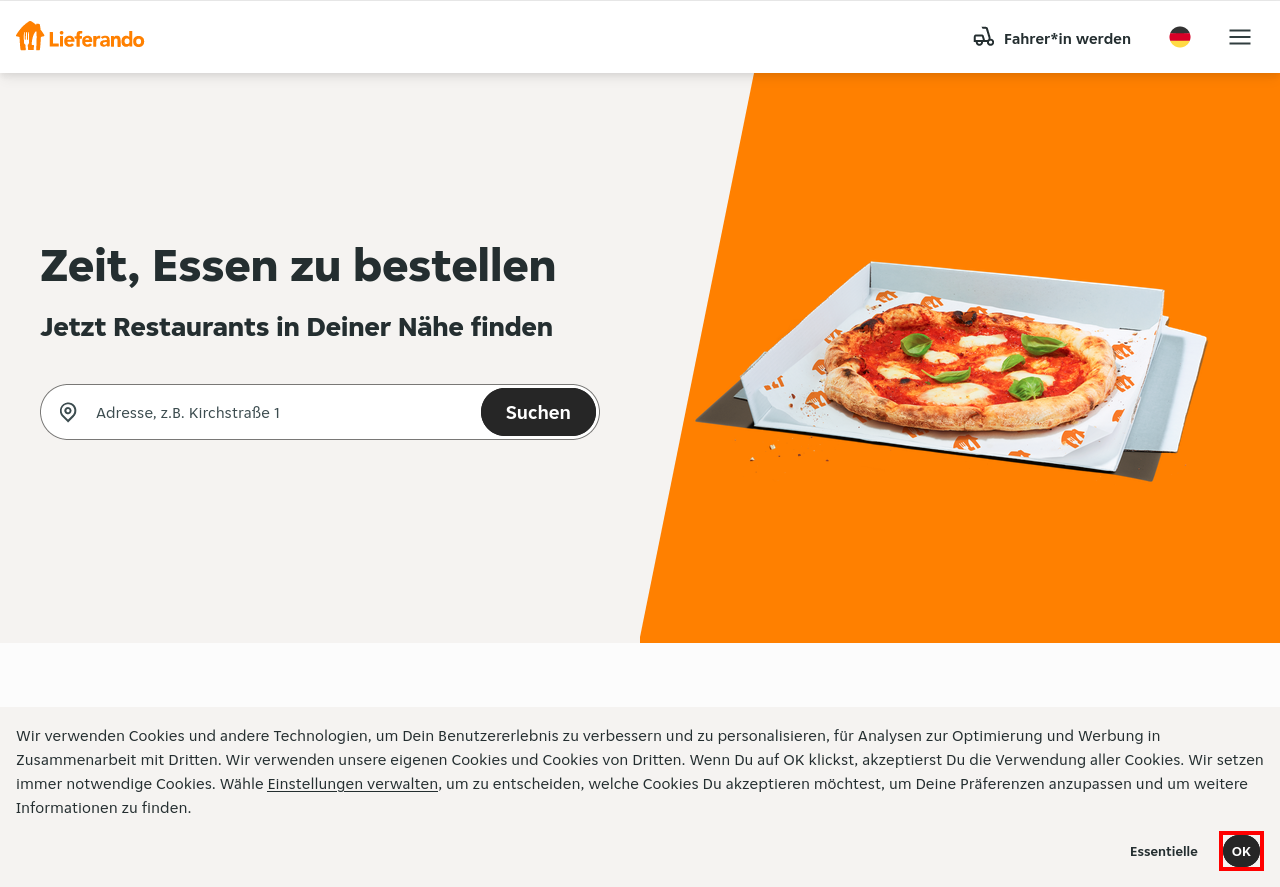 Lieferando
Fahrer*in werden
Zeit, Essen zu bestellen
Jetzt Restaurants in Deiner Nähe finden
Adresse, z.B. Kirchstraße 1
Suchen
Wir verwenden Cookies und andere Technologien, um Dein Benutzererlebnis zu verbessern und zu personalisieren, für Analysen zur Optimierung und Werbung in
Zusammenarbeit mit Dritten. Wir verwenden unsere eigenen Cookies und Cookies von Dritten. Wenn Du auf OK klickst, akzeptierst Du die Verwendung aller Cookies. Wir setzen
immer notwendige Cookies. Wähle Einstellungen verwalten, um zu entscheiden, welche Cookies Du akzeptieren möchtest, um Deine Präferenzen anzupassen und um weitere
Informationen zu finden.
Essentielle
OK